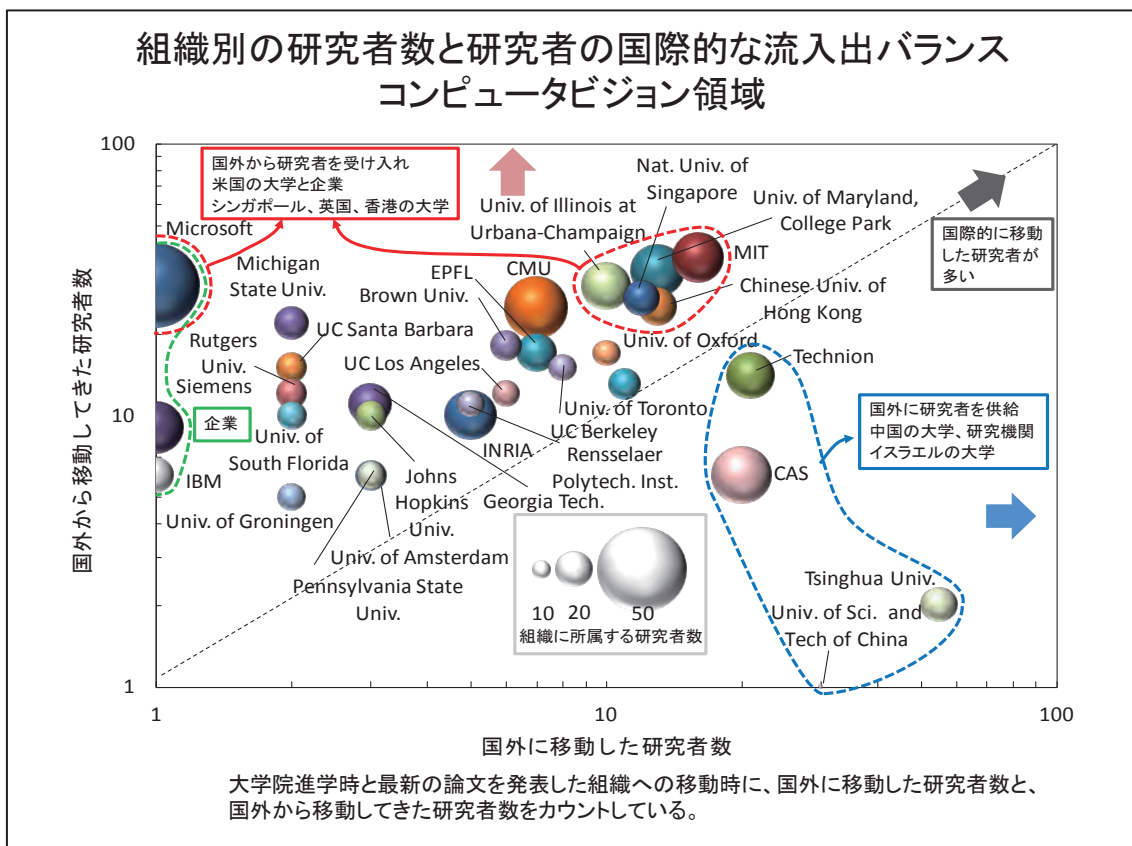 組織別の研究者数と研究者の国際的な流入出バランス
コンピュータビジョン領域
国外から移動してきた研究者数
100
10
1
国外から研究者を受け入れ
米国の大学と企業
シンガポール、英国、香港の大学
Microsoft
Michigan
State Univ.
Rutgers
Univ.
Siemens
企業
IBM
Univ. of
South Florida
Univ. of Groningen
UC Santa Barbara
UC Los Angeles
EPFL
Brown Univ.
CMU
Univ. of Illinois at
Urbana-Champaign
Nat. Univ. of
Singapore
Univ. of Maryland,
College Park
MIT
Chinese Univ. of
Hong Kong
Univ. of Oxford
国際的に移動
した研究者が
多い
Technion
国外に研究者を供給
中国の大学、研究機関
イスラエルの大学
CAS
Univ. of Toronto
UC Berkeley
Rensselaer
Polytech. Inst.
INRIA
Georgia Tech.
Johns
Hopkins
Univ.
Univ. of Amsterdam
Pennsylvania State
Univ.
10
20
50
組織に所属する研究者数
Tsinghua Univ.
Univ. of Sci. and
Tech of China
1
10
100
国外に移動した研究者数
大学院進学時と最新の論文を発表した組織への移動時に、国外に移動した研究者数と、
国外から移動してきた研究者数をカウントしている。